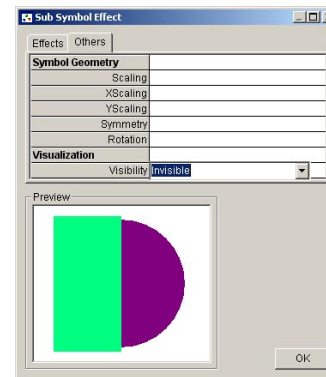 Sub Symbol Effect
Effects Others
Symbol Geometry
Scaling
XScaling
YScaling
Symmetry
Rotation
Visualization
Visibility Invisible
Preview
OK